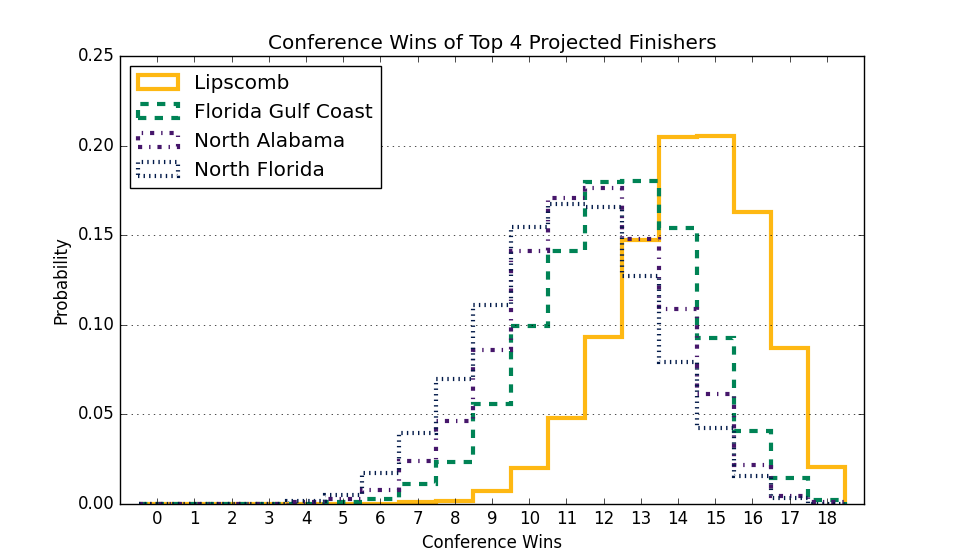 Conference Wins of Top 4 Projected Finishers
0.25
0.20
0.15
0.10
0.05
0.00
Probability
Lipscomb
Florida Gulf Coast
North Alabama
North Florida
0 1 2 3 4 5 6 7 8 9 10 11 12 13 14 15 16 17 18
Conference Wins